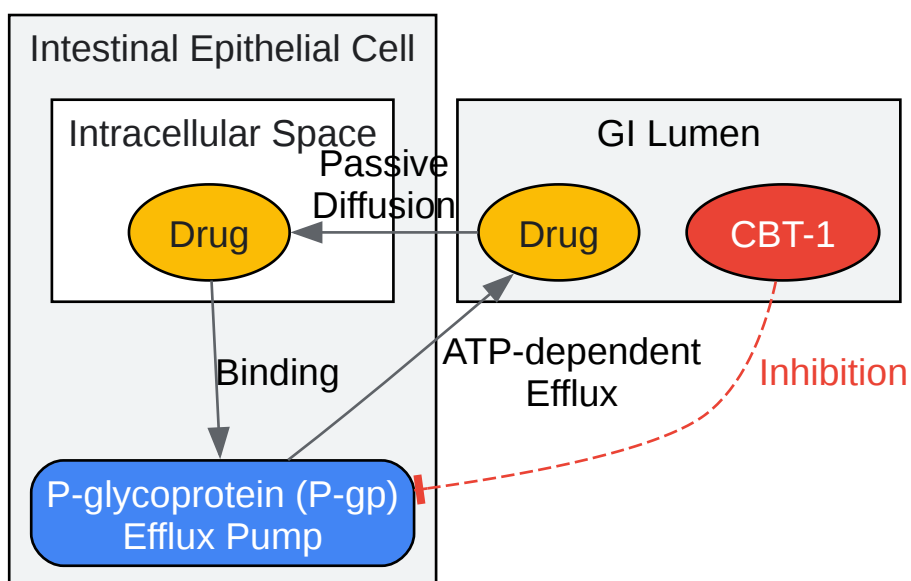 Intestinal Epithelial Cell
Intracellular Space
GI Lumen
Passive
Diffusion
Drug
Drug
CBT-1
Binding
ATP-dependent
Efflux
Inhibition
P-glycoprotein (P-gp)
Efflux Pump